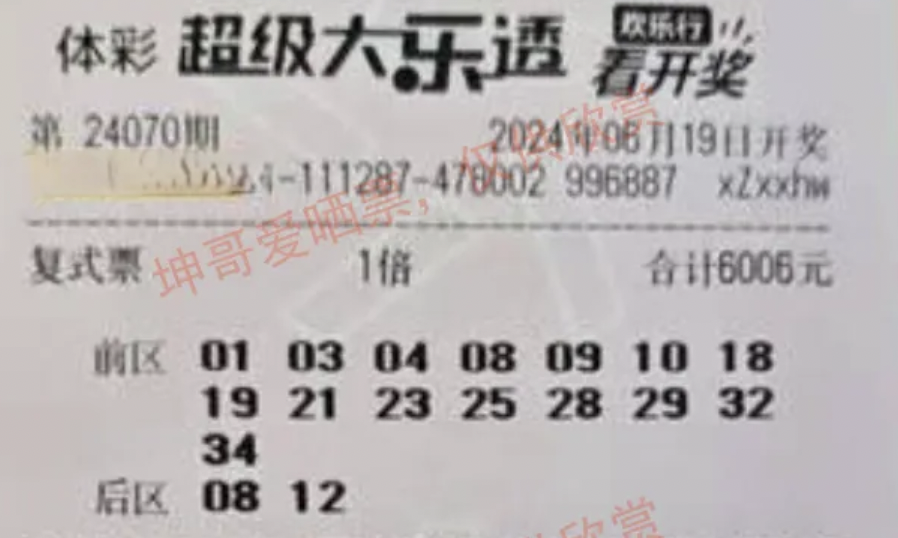 体彩 超级大乐透 欢乐行 看开奖
第 24070期 2024年06月19日开奖
-111287-478002 996887 xZxxhw
坤哥爱晒票，仅供欣赏
复式票 1倍 合计6006元
前区 01 03 04 08 09 10 18
19 21 23 25 28 29 32
34
后区 08 12
欣赏